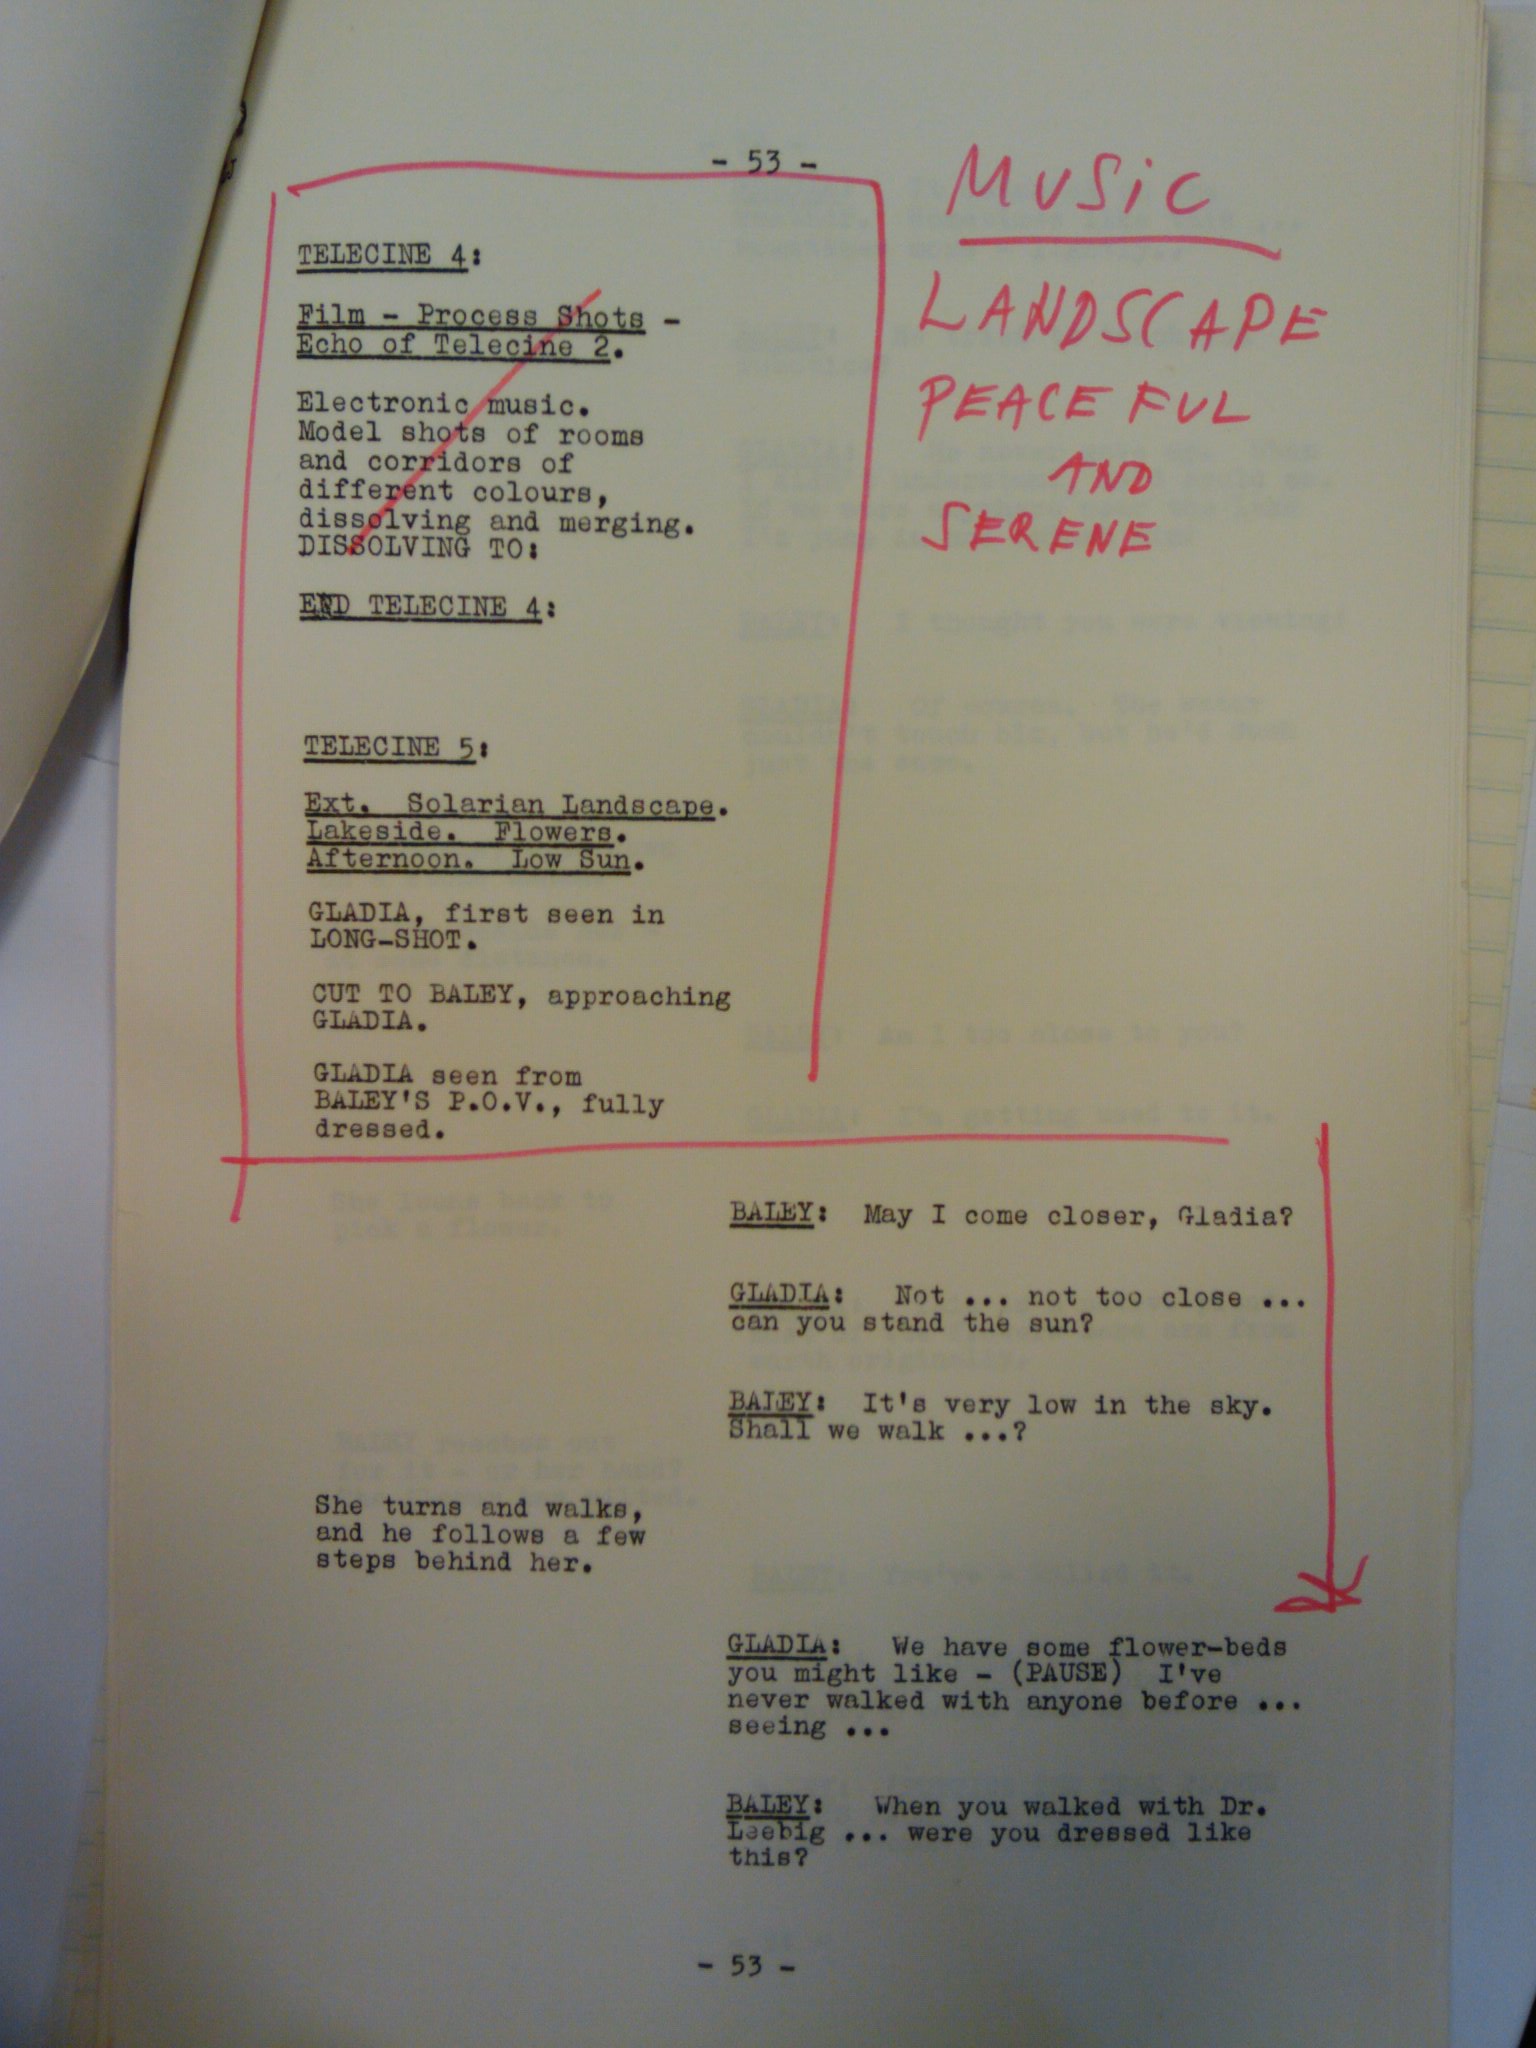 - 53 -
MUSIC
LANDSCAPE
PEACEFUL
AND
SERENE
TELECINE 4:
Film - Process Shots -
Echo of Telecine 2.
Electronic music.
Model shots of rooms
and corridors of
different colours,
dissolving and merging.
DISSOLVING TO:
END TELECINE 4:
TELECINE 5:
Ext. Solarian Landscape.
Lakeside. Flowers.
Afternoon. Low Sun.
GLADIA, first seen in
LONG-SHOT.
CUT TO BALEY, approaching
GLADIA.
GLADIA seen from
BALEY'S P.O.V., fully
dressed.
BALEY: May I come closer, Gladia?
GLADIA: Not ... not too close ...
can you stand the sun?
BALEY: It's very low in the sky.
Shall we walk ...?
She turns and walks,
and he follows a few
steps behind her.
GLADIA: We have some flower-beds
you might like - (PAUSE) I've
never walked with anyone before ...
seeing ...
BALEY: When you walked with Dr.
Leebig ... were you dressed like
this?
- 53 -